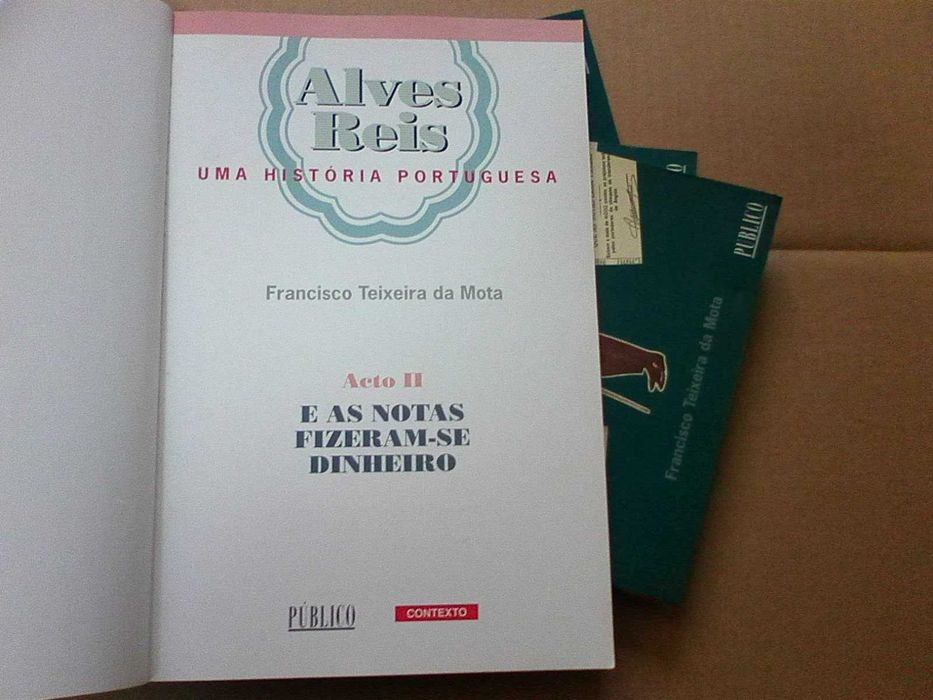 Alves
Reis
UMA HISTÓRIA PORTUGUESA
Francisco Teixeira da Mota
Acto II
E AS NOTAS
FIZERAM-SE
DINHEIRO
PÚBLICO
CONTEXTO
PÚBLICO
Francisco Teixeira da Mota